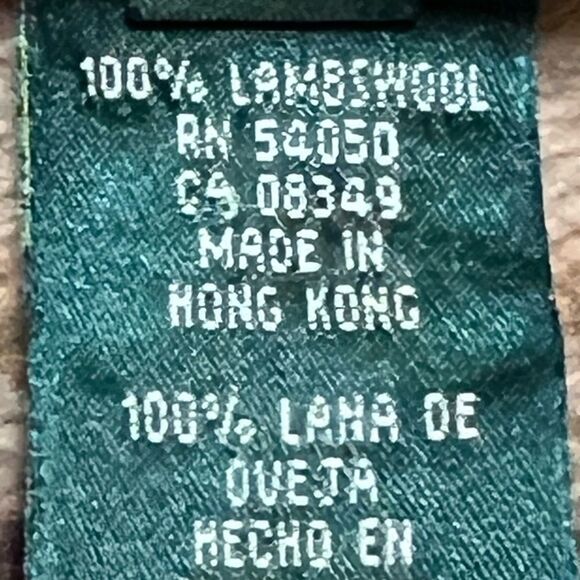 100% LAMBSWOOL
RN 54050
CA 08349
MADE IN
HONG KONG
100% LANA DE
OVEJA
HECHO EN